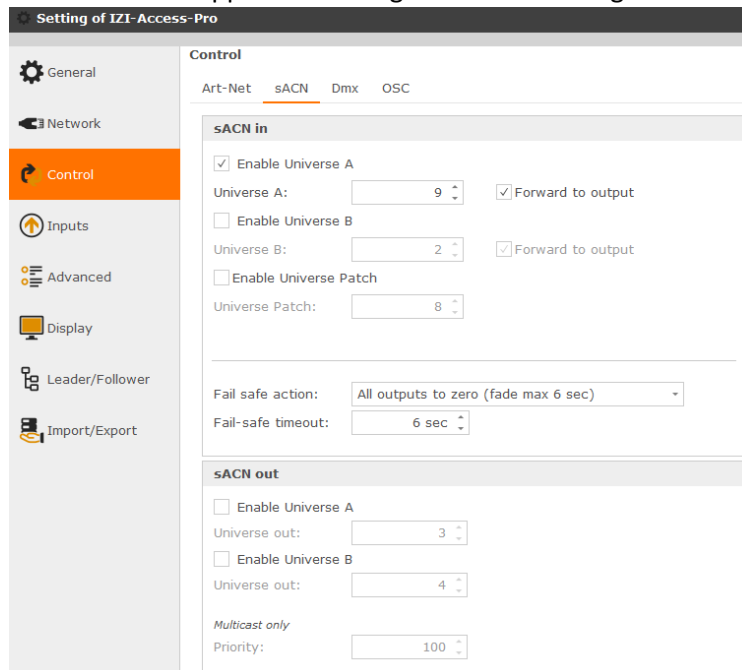 Setting of IZI-Access-Pro
General
Network
Control
Inputs
Advanced
Display
Leader/Follower
Import/Export
Control
Art-Net sACN Dmx OSC
sACN in
Enable Universe A
Universe A: 9 Forward to output
Enable Universe B
Universe B: 2 Forward to output
Enable Universe Patch
Universe Patch: 8
Fail safe action: All outputs to zero (fade max 6 sec)
Fail-safe timeout: 6 sec
sACN out
Enable Universe A
Universe out: 3
Enable Universe B
Universe out: 4
Multicast only
Priority: 100